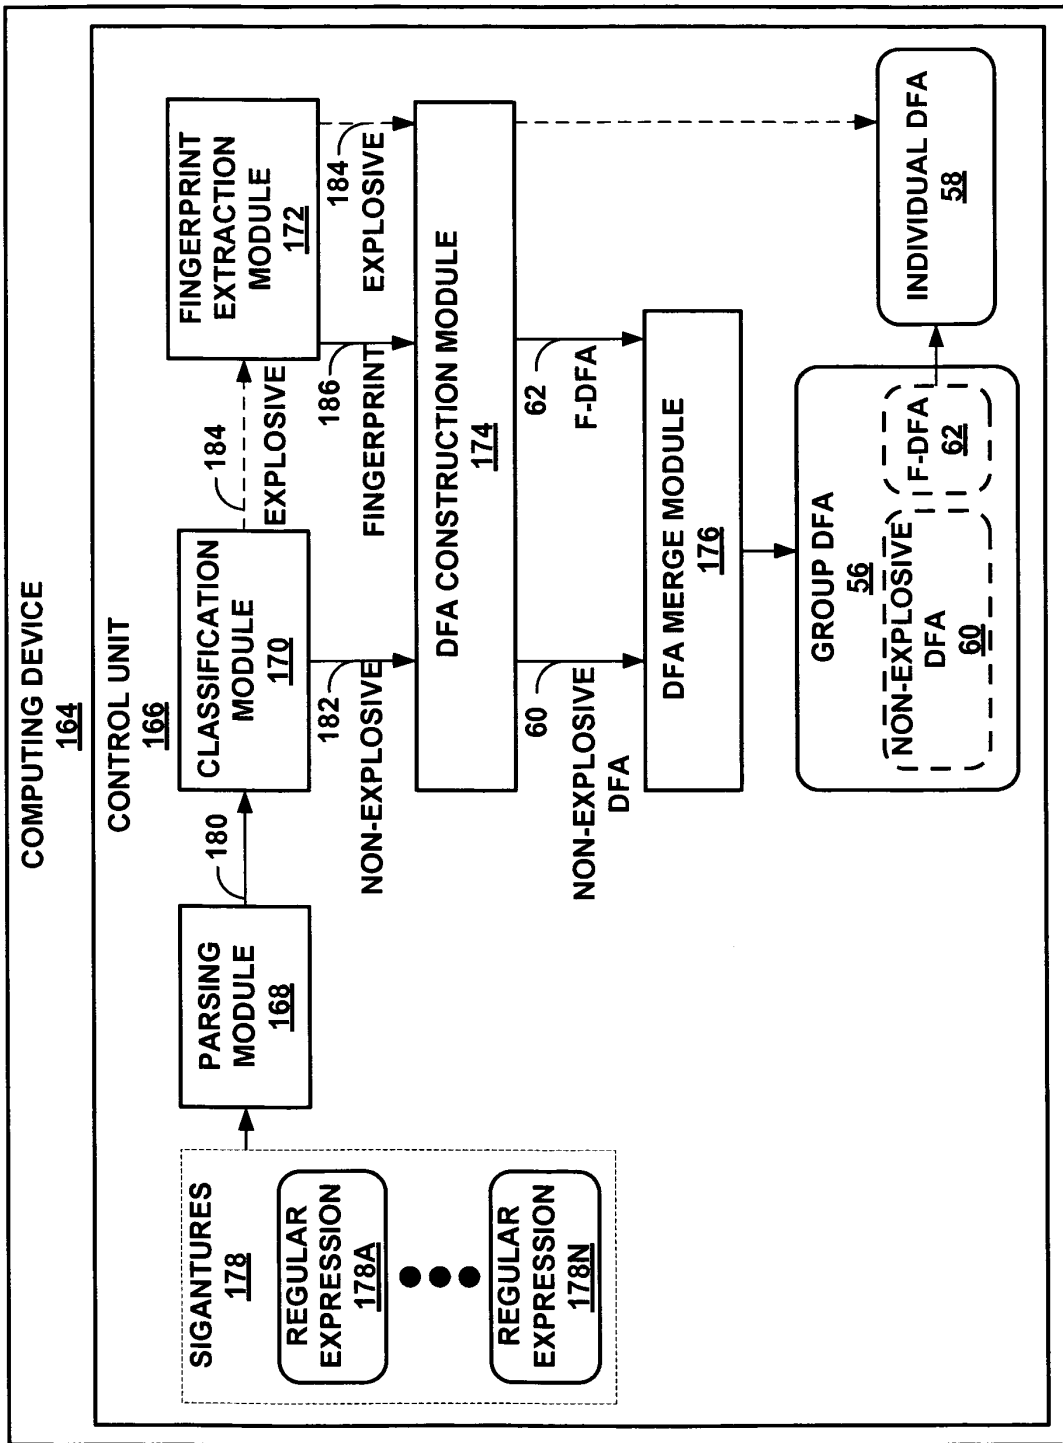 COMPUTING DEVICE
164
CONTROL UNIT
166
SIGANTURES
178
REGULAR
EXPRESSION
178A
REGULAR
EXPRESSION
178N
PARSING
MODULE
168
180
CLASSIFICATION
MODULE
170
184
EXPLOSIVE
FINGERPRINT
EXTRACTION
MODULE
172
182
NON-EXPLOSIVE
186
FINGERPRINT
184
EXPLOSIVE
DFA CONSTRUCTION MODULE
174
60
NON-EXPLOSIVE
DFA
62
F-DFA
DFA MERGE MODULE
176
GROUP DFA
56
NON-EXPLOSIVE
DFA
60
F-DFA
62
INDIVIDUAL DFA
58